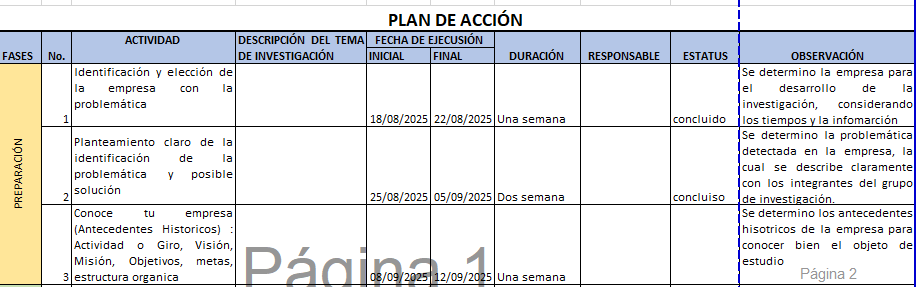 PLAN DE ACCIÓN
FASES
No.
ACTIVIDAD
DESCRIPCIÓN DEL TEMA
DE INVESTIGACIÓN
FECHA DE EJECUSIÓN
INICIAL
FINAL
DURACIÓN
RESPONSABLE
ESTATUS
OBSERVACIÓN
PREPARACIÓN
1
Identificación y elección de
la empresa con la
problemática
18/08/2025
22/08/2025
Una semana
concluido
Se determino la empresa para
el desarrollo de la
investigación, considerando
los tiempos y la infomarción
2
Planteamiento claro de la
identificación de la
problemática y posible
solución
25/08/2025
05/09/2025
Dos semana
concluiso
Se determino la problemática
detectada en la empresa, la
cual se describe claramente
con los integrantes del grupo
de investigación.
3
Conoce tu empresa
(Antecedentes Historicos) :
Actividad o Giro, Visión,
Misión, Objetivos, metas,
estructura organica
08/09/2025
12/09/2025
Una semana
Se determino los antecedentes
hisotricos de la empresa para
conocer bien el objeto de
estudio
Página 1
Página 2